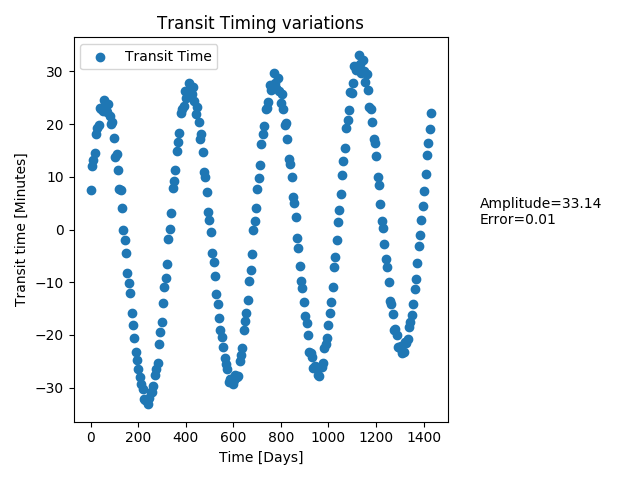 Transit Timing variations
Transit Time
Transit time [Minutes]
30
20
10
0
−10
−20
−30
0
200
400
600
800
1000
1200
1400
Time [Days]
Amplitude=33.14
Error=0.01